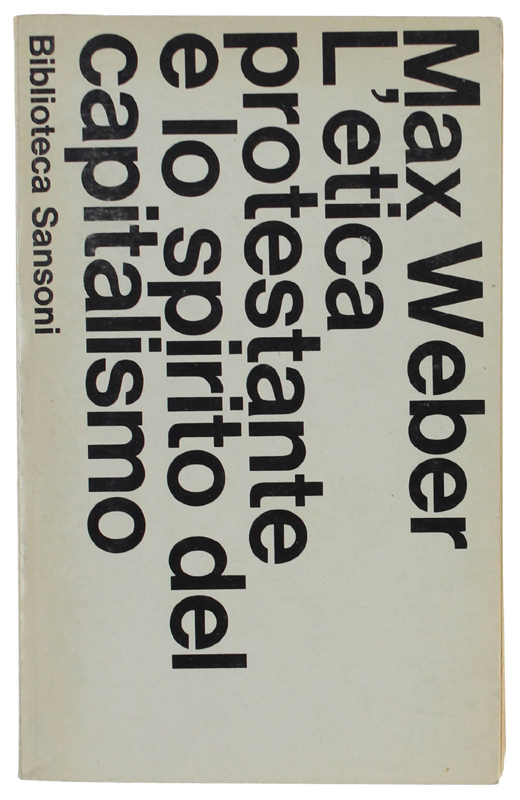 Max Weber
L'etica
protestante
e lo spirito del
capitalismo
Biblioteca Sansoni